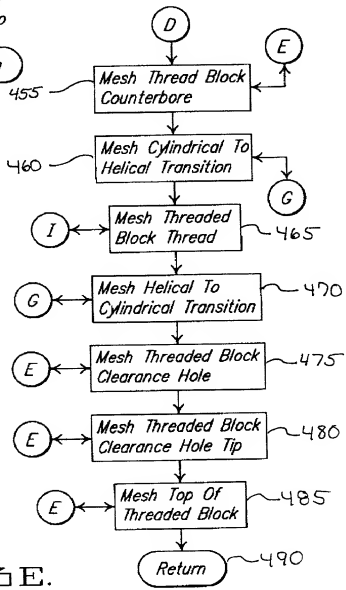 D
E
455
Mesh Thread Block
Counterbore
460
Mesh Cylindrical To
Helical Transition
G
I
Mesh Threaded
Block Thread
465
G
Mesh Helical To
Cylindrical Transition
470
E
Mesh Threaded Block
Clearance Hole
475
E
Mesh Threaded Block
Clearance Hole Tip
480
E
Mesh Top Of
Threaded Block
485
Return
490
E.